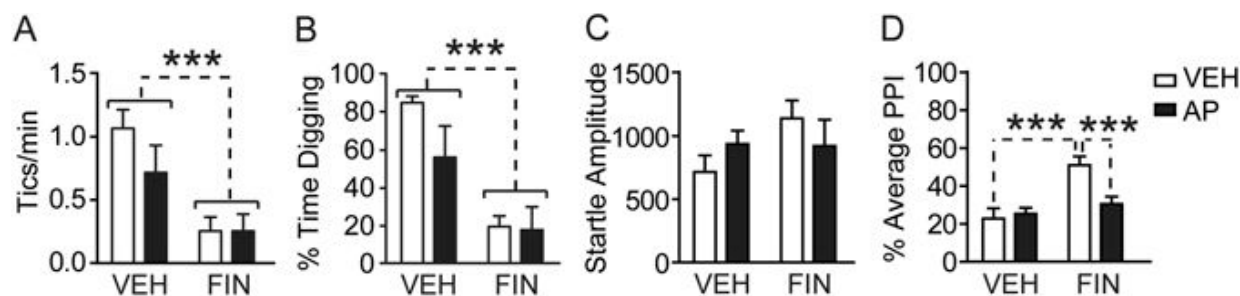 A
Tics/min
1.5
1.0
0.5
0.0
***
VEH FIN
B
% Time Digging
100
80
60
40
20
0
***
VEH FIN
C
Startle Amplitude
1500
1000
500
0
VEH FIN
D
% Average PPI
100
80
60
40
20
0
*** ***
VEH FIN
VEH
AP